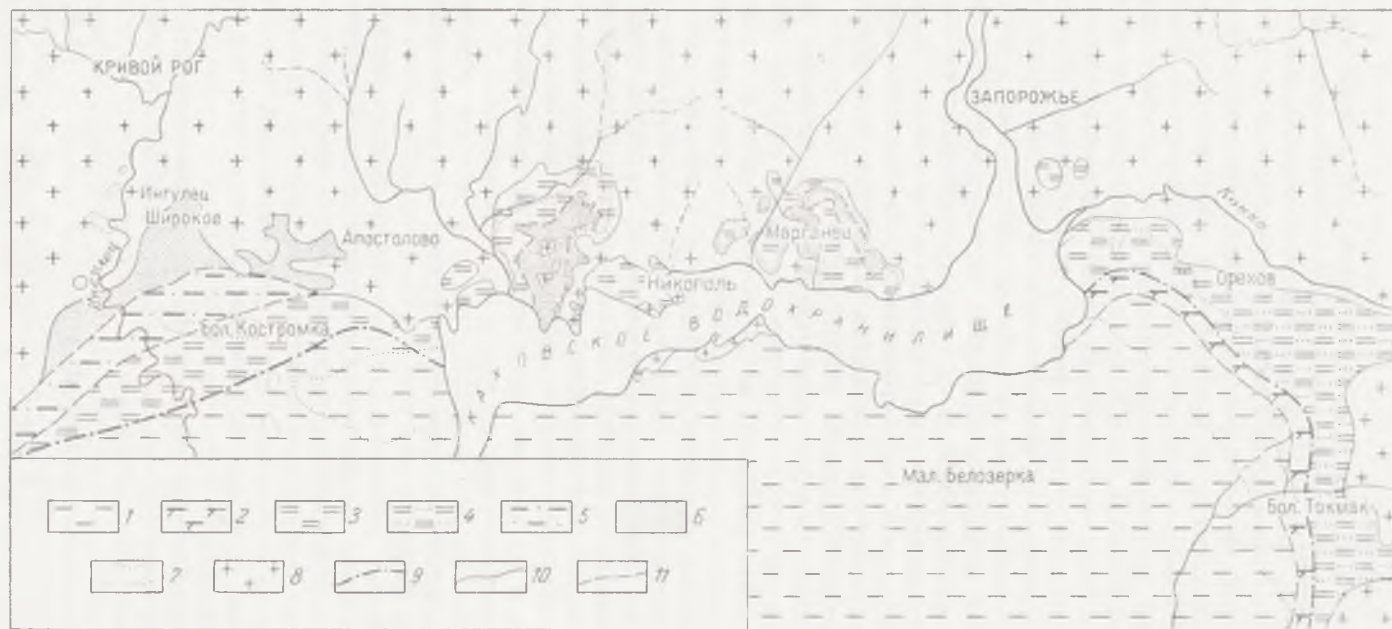 КРИВОЙ РОГ
ЗАПОРОЖЬЕ
Ингулец
Широкое
Апостолово
Марганец
Никополь
Орехов
бол. Костромка
ВОДОХРАНИЛИЩЕ
Мал. Белозерка
Бол. Токмак
1
2
3
4
5
6
7
8
9
10
11